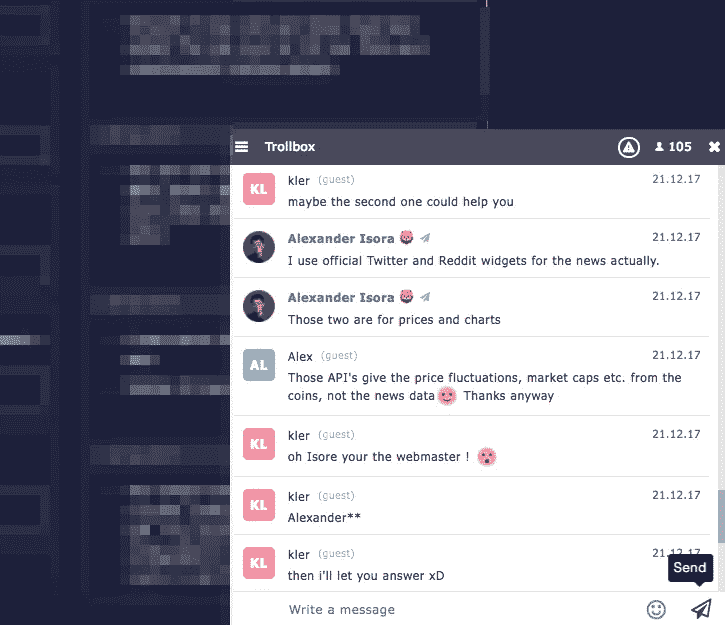 Trollbox
105
KL
kler (guest)
21.12.17
maybe the second one could help you
Alexander Isora
21.12.17
I use official Twitter and Reddit widgets for the news actually.
Alexander Isora
21.12.17
Those two are for prices and charts
AL
Alex (guest)
21.12.17
Those API's give the price fluctuations, market caps etc. from the
coins, not the news data Thanks anyway
KL
kler (guest)
21.12.17
oh Isore your the webmaster !
KL
kler (guest)
21.12.17
Alexander**
KL
kler (guest)
21.12.17
then i'll let you answer xD
Send
Write a message